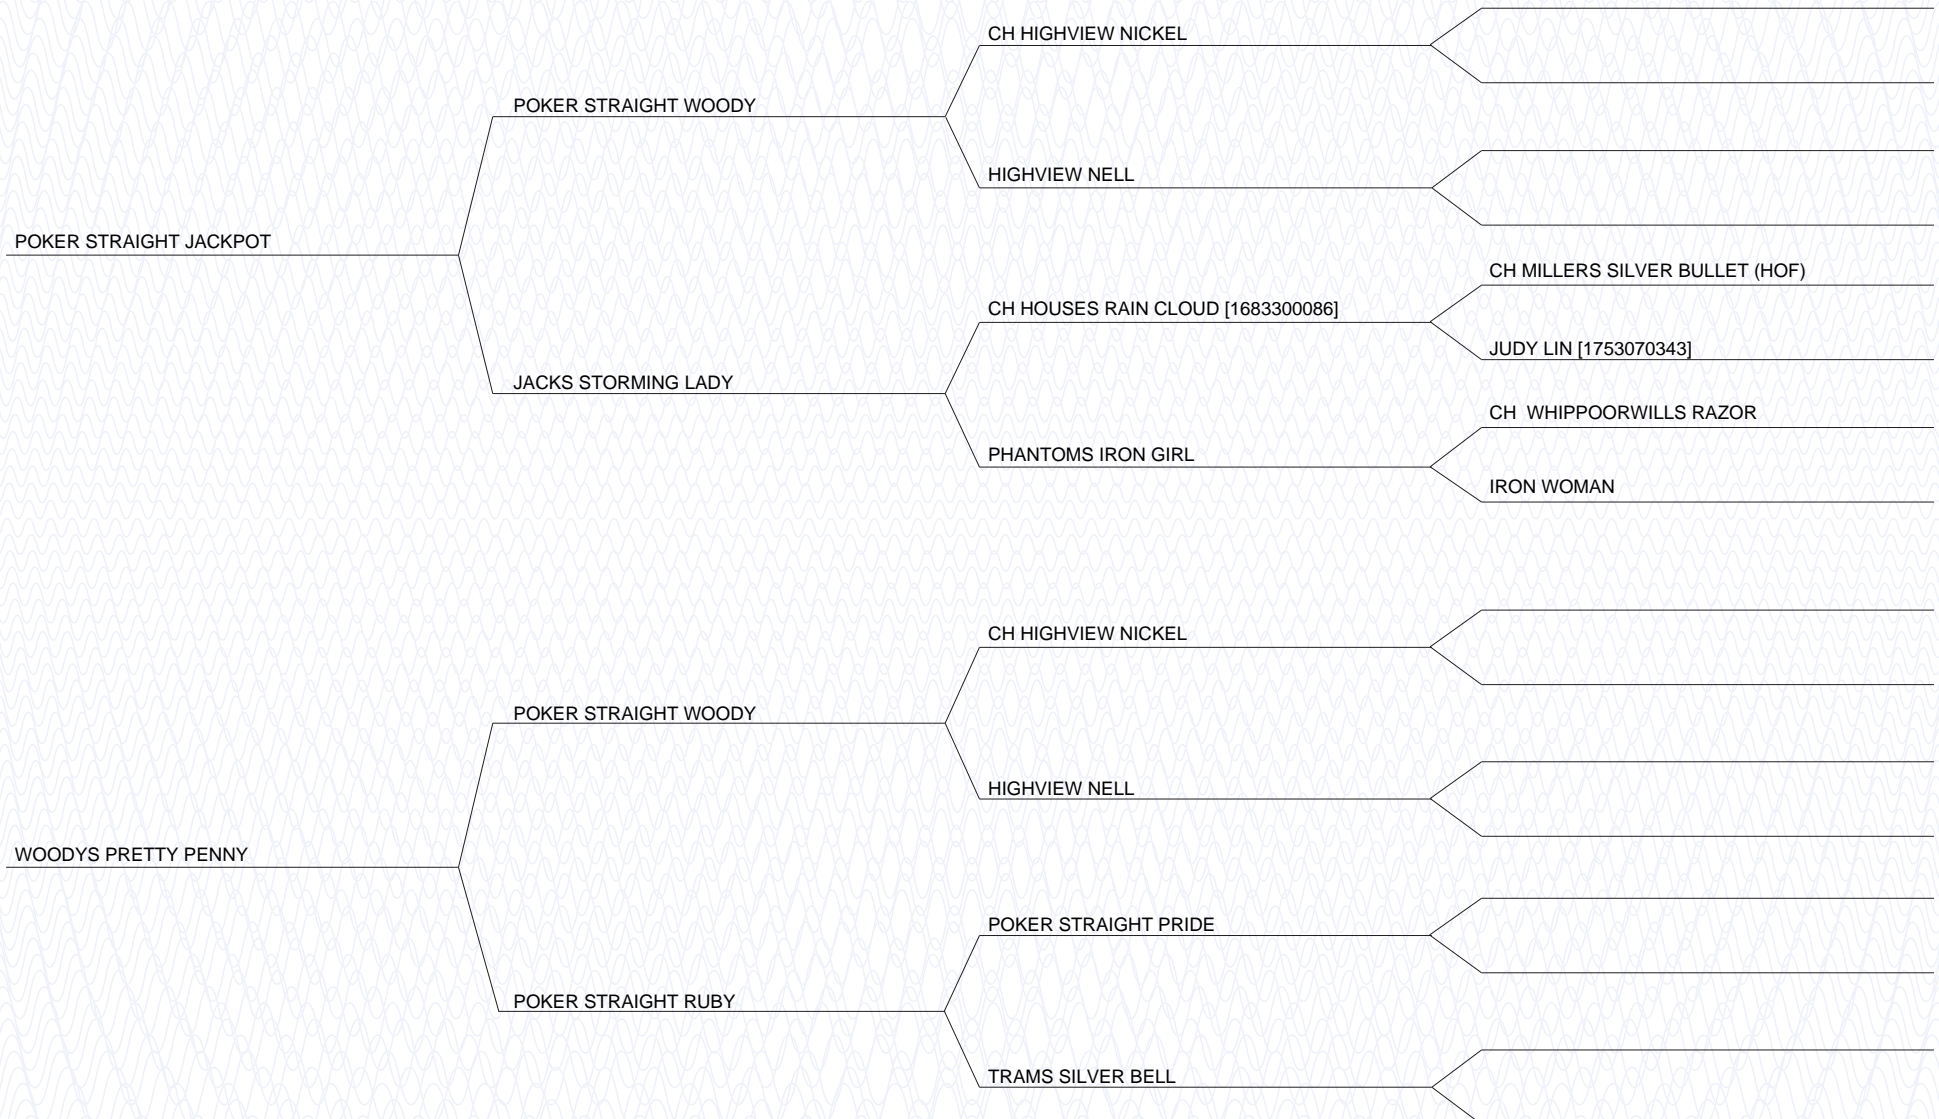 CH HIGHVIEW NICKEL
POKER STRAIGHT WOODY
HIGHVIEW NELL
POKER STRAIGHT JACKPOT
CH MILLERS SILVER BULLET (HOF)
CH HOUSES RAIN CLOUD [1683300086]
JUDY LIN [1753070343]
JACKS STORMING LADY
CH  WHIPPOORWILLS RAZOR
PHANTOMS IRON GIRL
IRON WOMAN
CH HIGHVIEW NICKEL
POKER STRAIGHT WOODY
HIGHVIEW NELL
WOODYS PRETTY PENNY
POKER STRAIGHT PRIDE
POKER STRAIGHT RUBY
TRAMS SILVER BELL